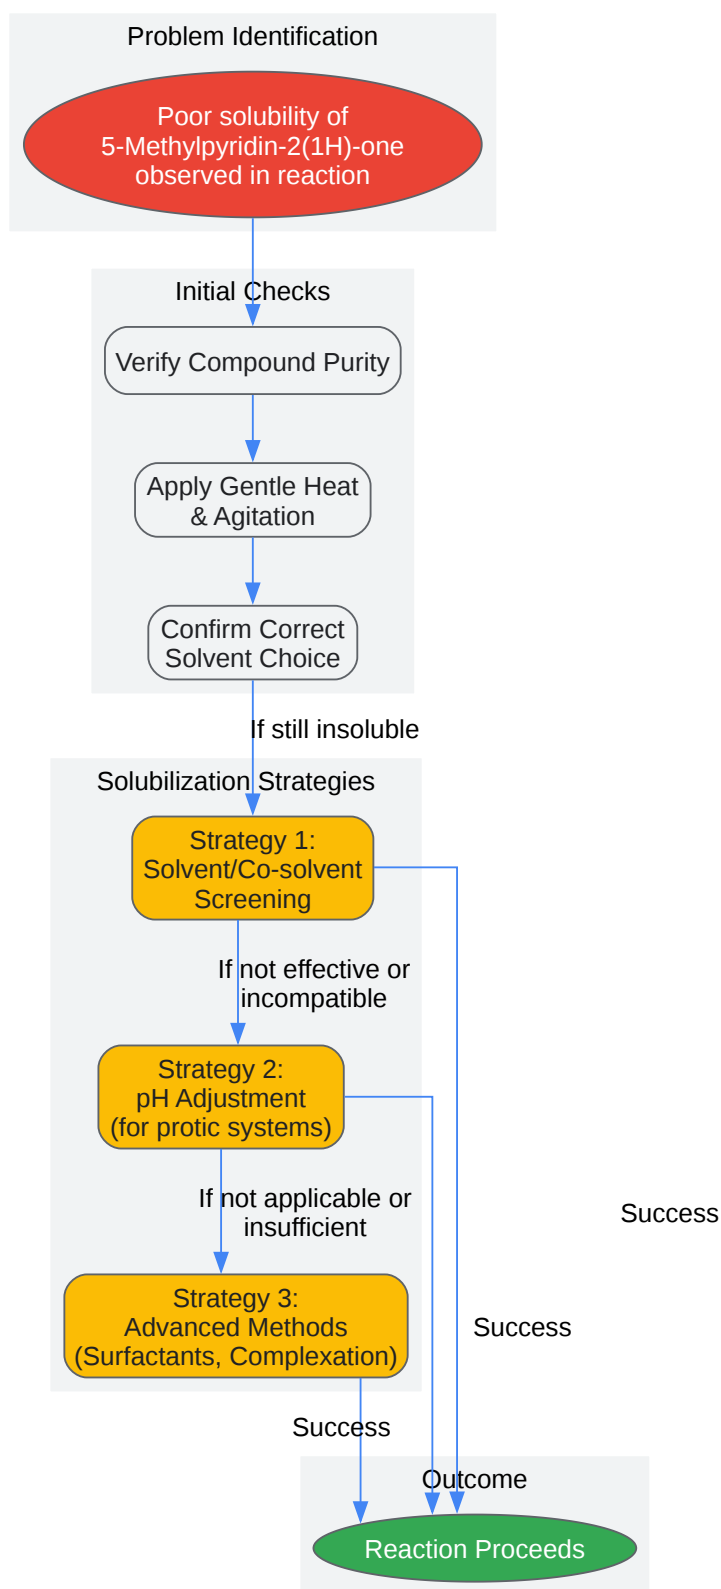 Problem Identification
Poor solubility of
5-Methylpyridin-2(1H)-one
observed in reaction
Initial Checks
Verify Compound Purity
Apply Gentle Heat
& Agitation
Confirm Correct
Solvent Choice
If still insoluble
Solubilization Strategies
Strategy 1:
Solvent/Co-solvent
Screening
If not effective or
incompatible
Strategy 2:
pH Adjustment
(for protic systems)
If not applicable or
insufficient
Success
Strategy 3:
Advanced Methods
(Surfactants, Complexation)
Success
Success
Outcome
Reaction Proceeds